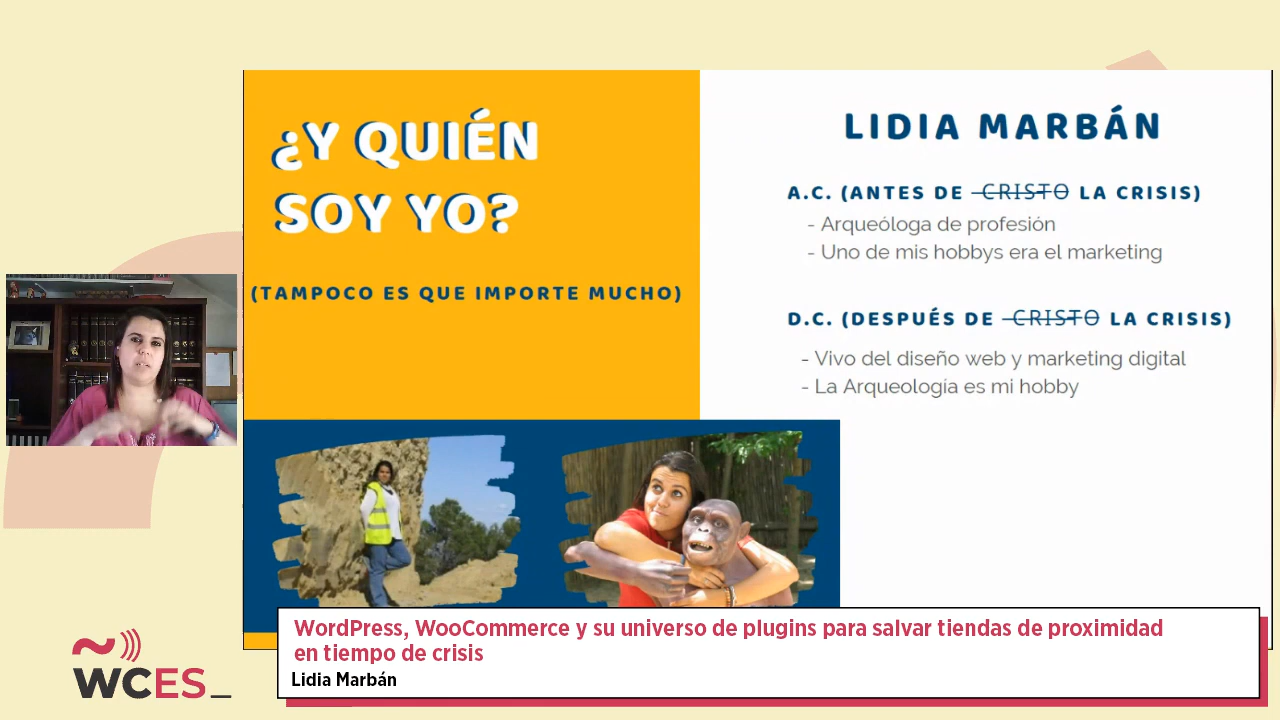 ¿Y QUIÉN
SOY YO?
(TAMPOCO ES QUE IMPORTE MUCHO)
LIDIA MARBÁN
A.C. (ANTES DE CRISTO LA CRISIS)
- Arqueóloga de profesión
- Uno de mis hobbys era el marketing
D.C. (DESPUÉS DE CRISTO LA CRISIS)
- Vivo del diseño web y marketing digital
- La Arqueología es mi hobby
WordPress, WooCommerce y su universo de plugins para salvar tiendas de proximidad
en tiempo de crisis
Lidia Marbán
WCES_